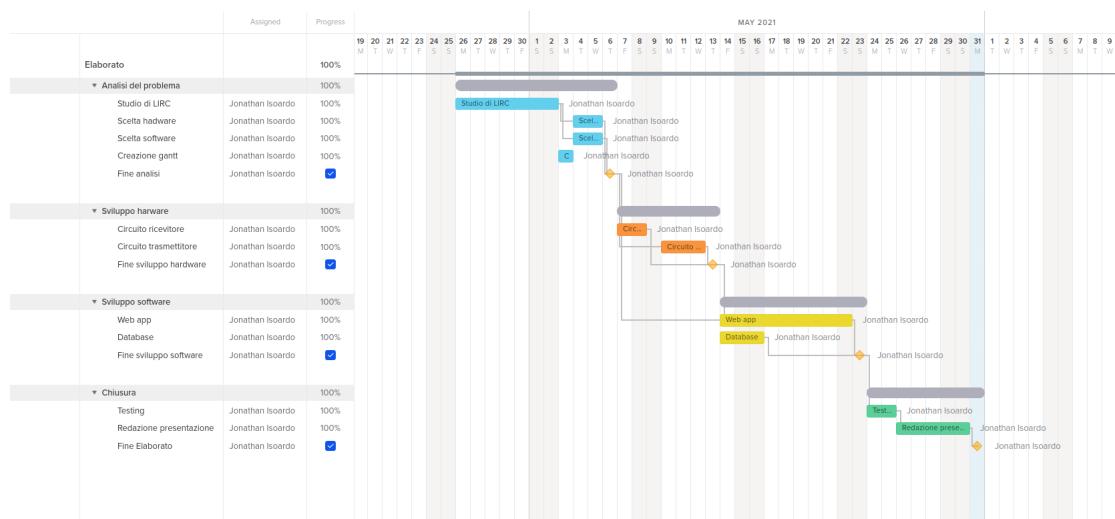 Assigned Progress MAY 2021
19 20 21 22 23 24 25 26 27 28 29 30 1 2 3 4 5 6 7 8 9 10 11 12 13 14 15 16 17 18 19 20 21 22 23 24 25 26 27 28 29 30 31 1 2 3 4 5 6 7 8 9
M T W T F S S M T W T F S S M T W T F S S M T W T F S S M T W T F S S M T W T F S S M T W T F S S M T W
Elaborato 100%
Analisi del problema 100%
Studio di LIRC Jonathan Isoardo 100% Studio di LIRC Jonathan Isoardo
Scelta hadware Jonathan Isoardo 100% Scel... Jonathan Isoardo
Scelta software Jonathan Isoardo 100% Scel... Jonathan Isoardo
Creazione gantt Jonathan Isoardo 100% C Jonathan Isoardo
Fine analisi Jonathan Isoardo Jonathan Isoardo
Sviluppo harware 100%
Circuito ricevitore Jonathan Isoardo 100% Circ... Jonathan Isoardo
Circuito trasmettitore Jonathan Isoardo 100% Circuito ... Jonathan Isoardo
Fine sviluppo hardware Jonathan Isoardo Jonathan Isoardo
Sviluppo software 100%
Web app Jonathan Isoardo 100% Web app Jonathan Isoardo
Database Jonathan Isoardo 100% Database Jonathan Isoardo
Fine sviluppo software Jonathan Isoardo Jonathan Isoardo
Chiusura 100%
Testing Jonathan Isoardo 100% Test... Jonathan Isoardo
Redazione presentazione Jonathan Isoardo 100% Redazione prese... Jonathan Isoardo
Fine Elaborato Jonathan Isoardo Jonathan Isoardo